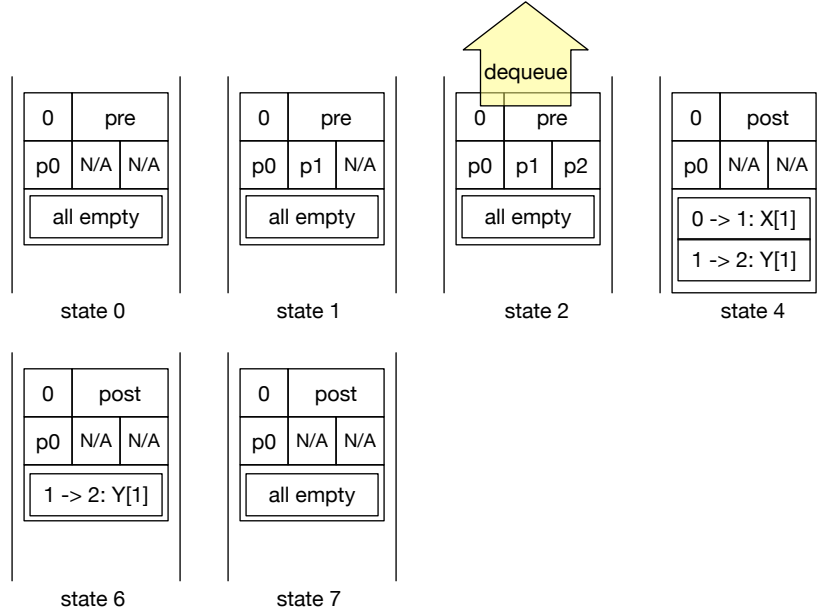 dequeue
0 pre
p0 N/A N/A
all empty
state 0
0 pre
p0 p1 N/A
all empty
state 1
0 pre
p0 p1 p2
all empty
state 2
0 post
p0 N/A N/A
0 -> 1: X[1]
1 -> 2: Y[1]
state 4
0 post
p0 N/A N/A
1 -> 2: Y[1]
state 6
0 post
p0 N/A N/A
all empty
state 7